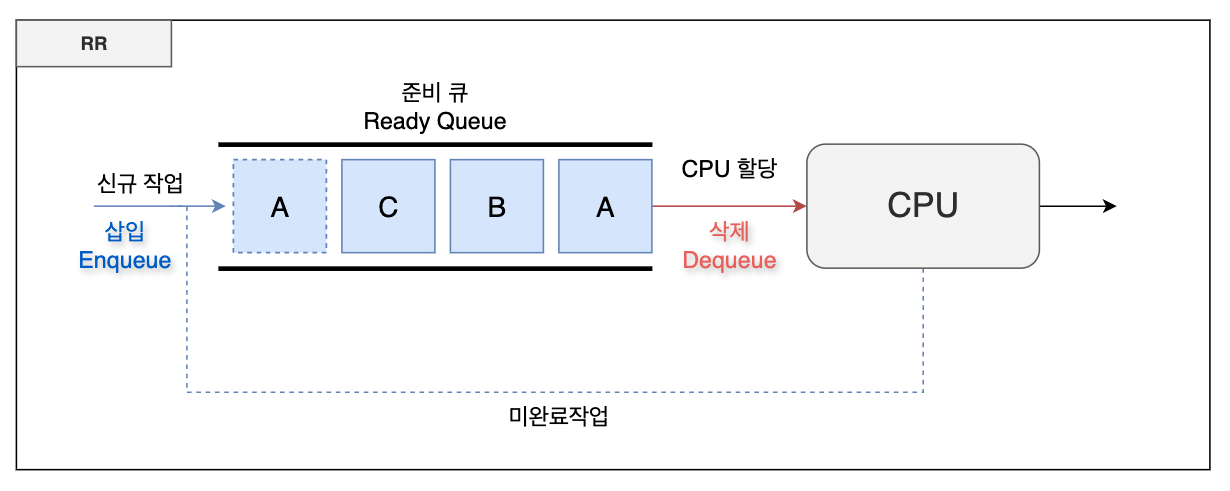 RR
준비 큐
Ready Queue
신규 작업
삽입
Enqueue
A
C
B
A
CPU 할당
삭제
Dequeue
CPU
미완료작업